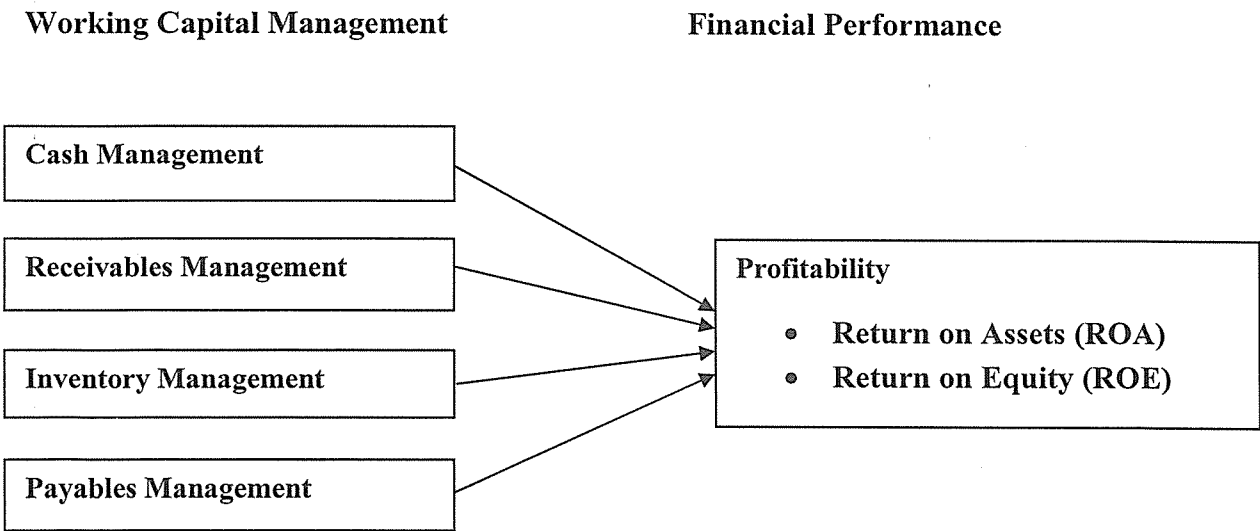 Working Capital Management
Financial Performance
Cash Management
Receivables Management
Inventory Management
Payables Management
Profitability
• Return on Assets (ROA)
• Return on Equity (ROE)